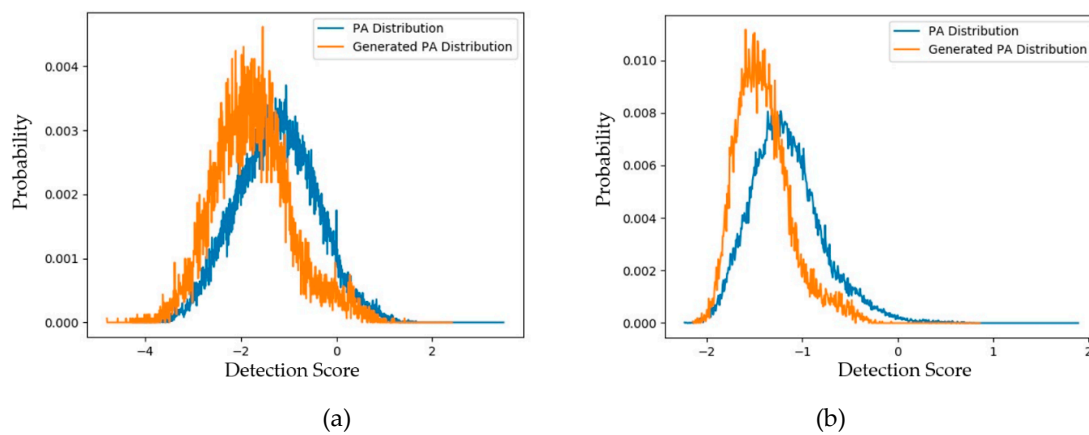 PA Distribution
Generated PA Distribution
0.004
0.003
0.002
0.001
0.000
Probability
−4
−2
0
2
Detection Score
(a)
PA Distribution
Generated PA Distribution
0.010
0.008
0.006
0.004
0.002
0.000
Probability
−2
−1
0
1
2
Detection Score
(b)